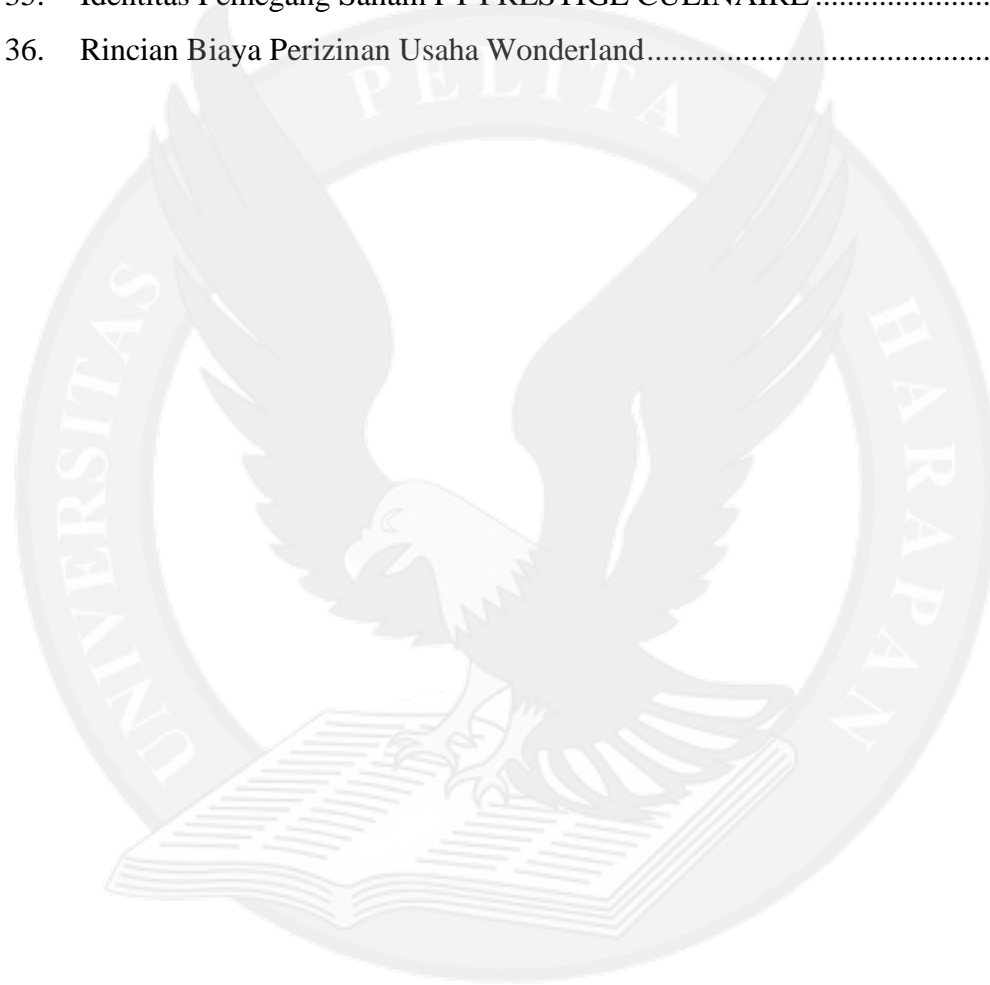 35. Identitas Pemegang Saham PT PRESTIGE CULINAIRE ......................
36. Rincian Biaya Perizinan Usaha Wonderland ...........................................
UNIVERSITAS PELITA HARAPAN